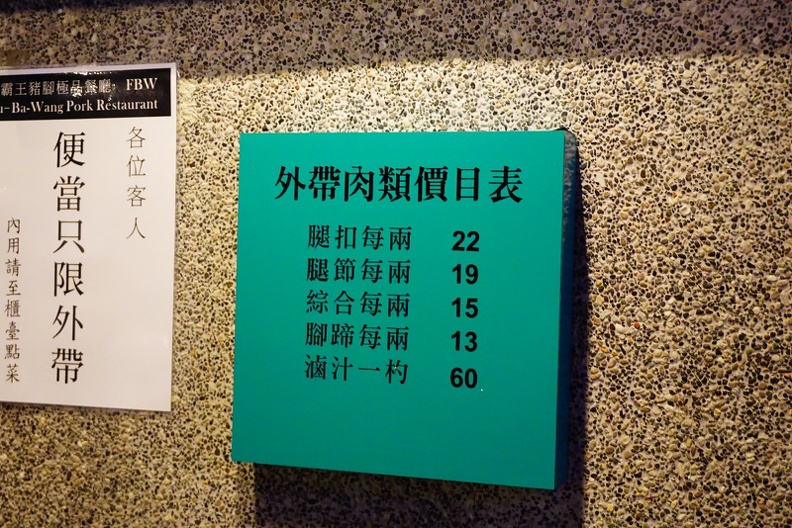 霸王豬腳極品餐廳 FBW
-Ba-Wang Pork Restaurant
各位客人
便當只限外帶
內用請至櫃臺點菜
外帶肉類價目表
腿扣每兩 22
腿節每兩 19
綜合每兩 15
腳蹄每兩 13
滷汁一杓 60